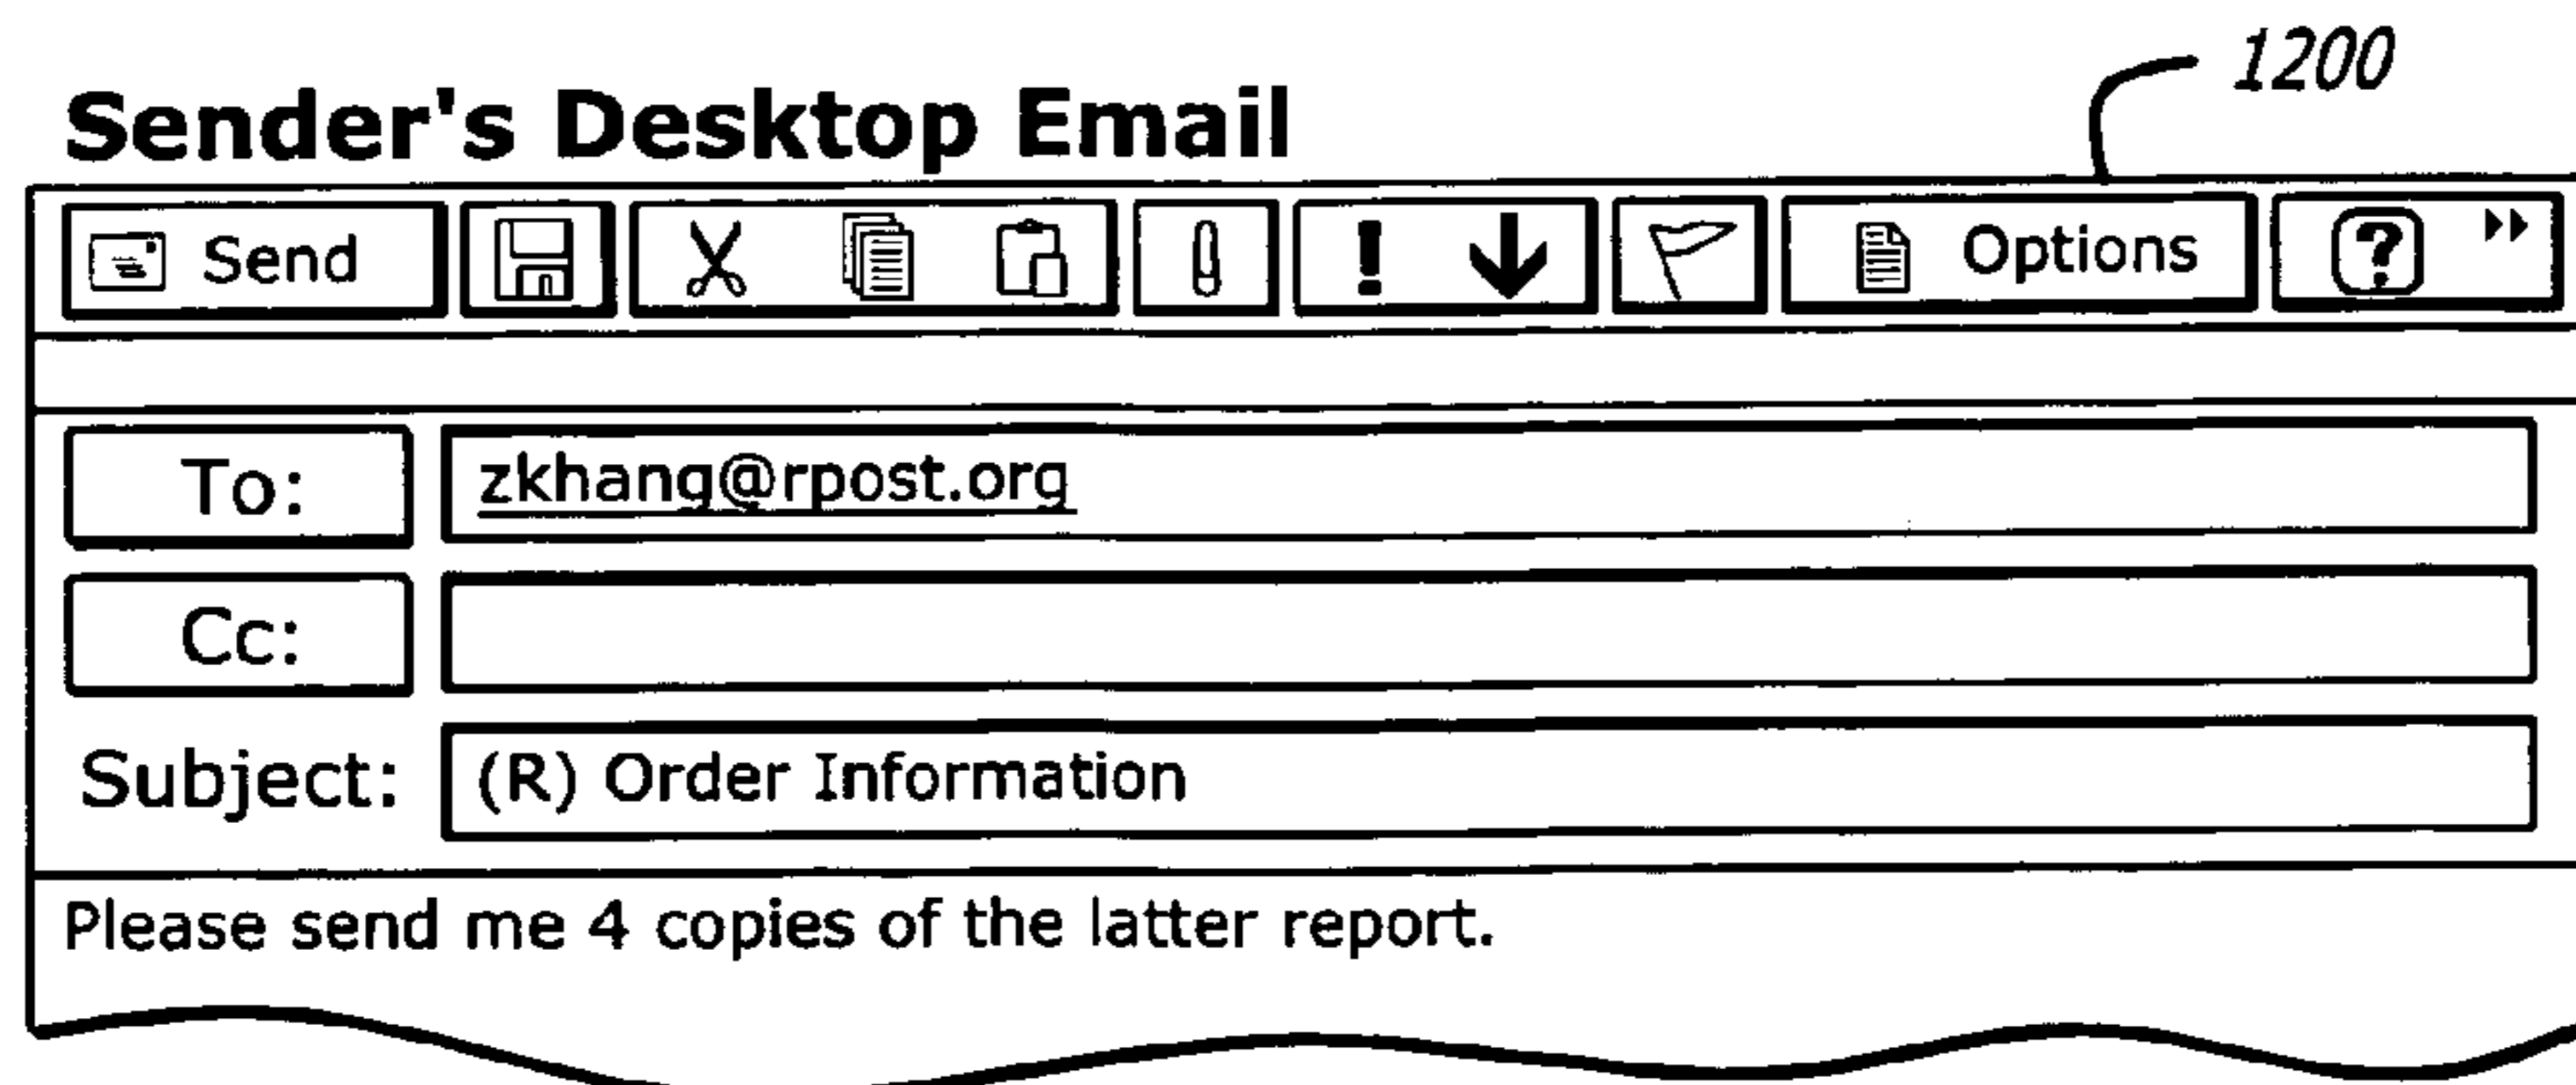 1200
Sender's Desktop Email
Send ! Options ?
To: zkhang@rpost.org
Cc:
Subject: (R) Order Information
Please send me 4 copies of the latter report.